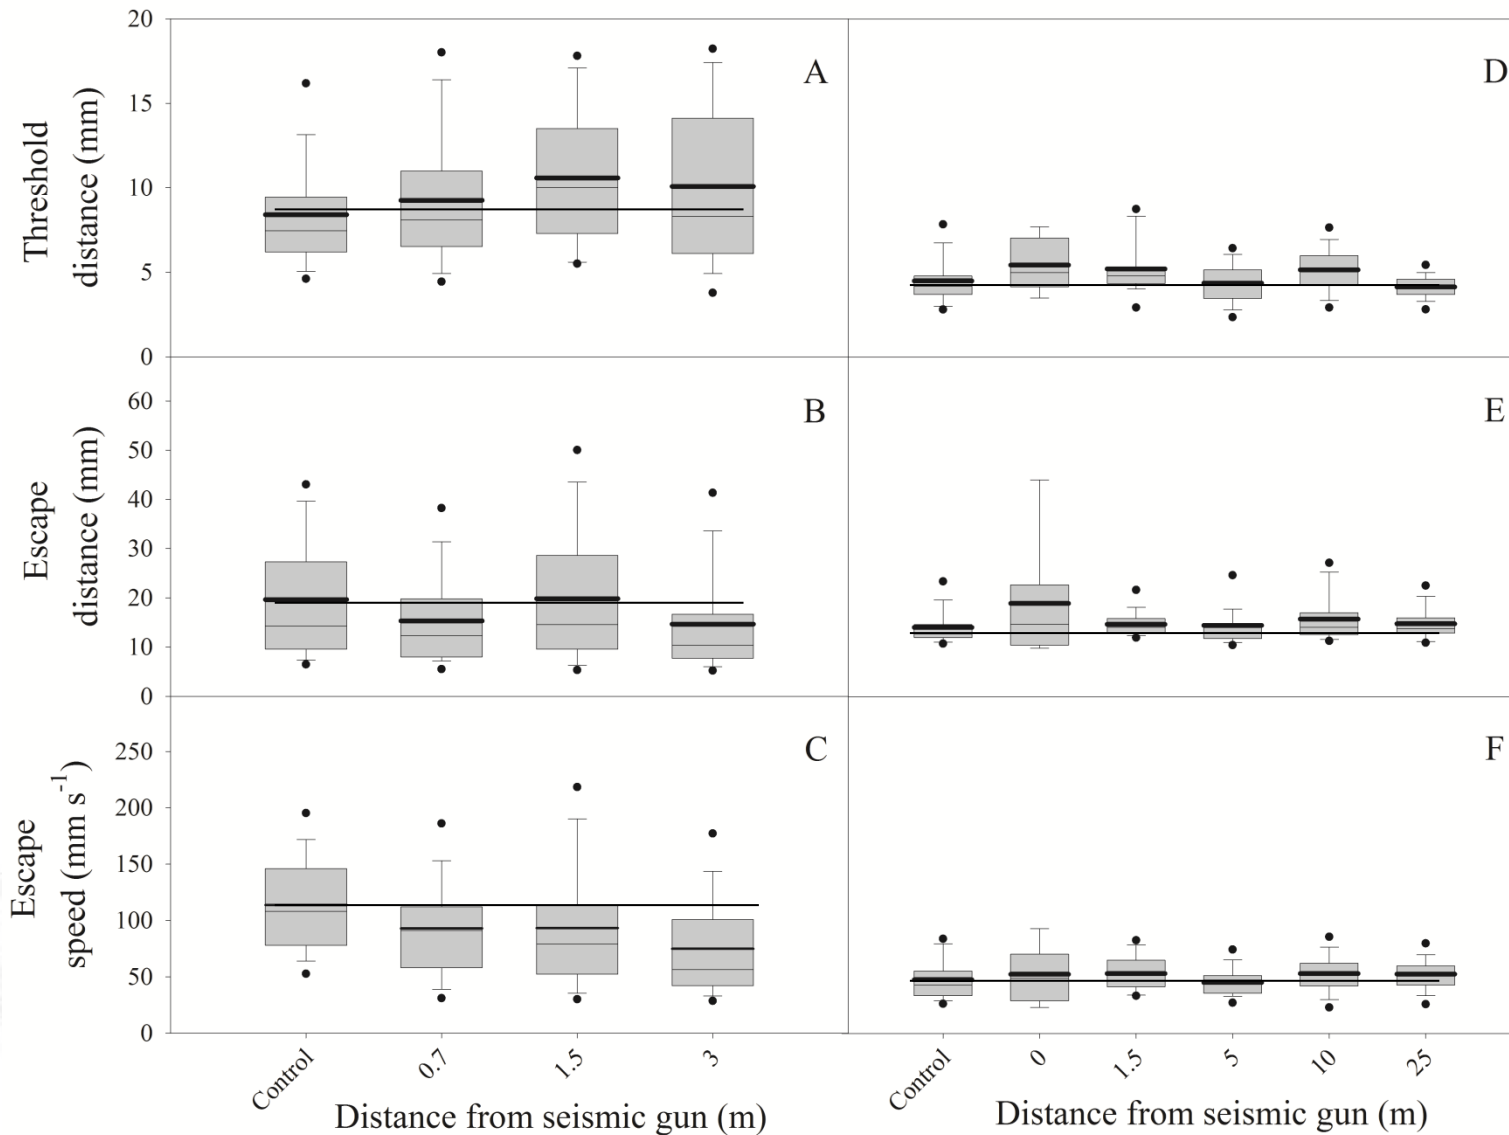 Threshold
distance (mm)
20
15
10
5
0
A
D
Escape
distance (mm)
60
50
40
30
20
10
0
B
E
Escape
speed (mm s-1)
250
200
150
100
50
0
C
F
Control
0.7
1.5
3
Control
0
1.5
5
10
25
Distance from seismic gun (m)
Distance from seismic gun (m)